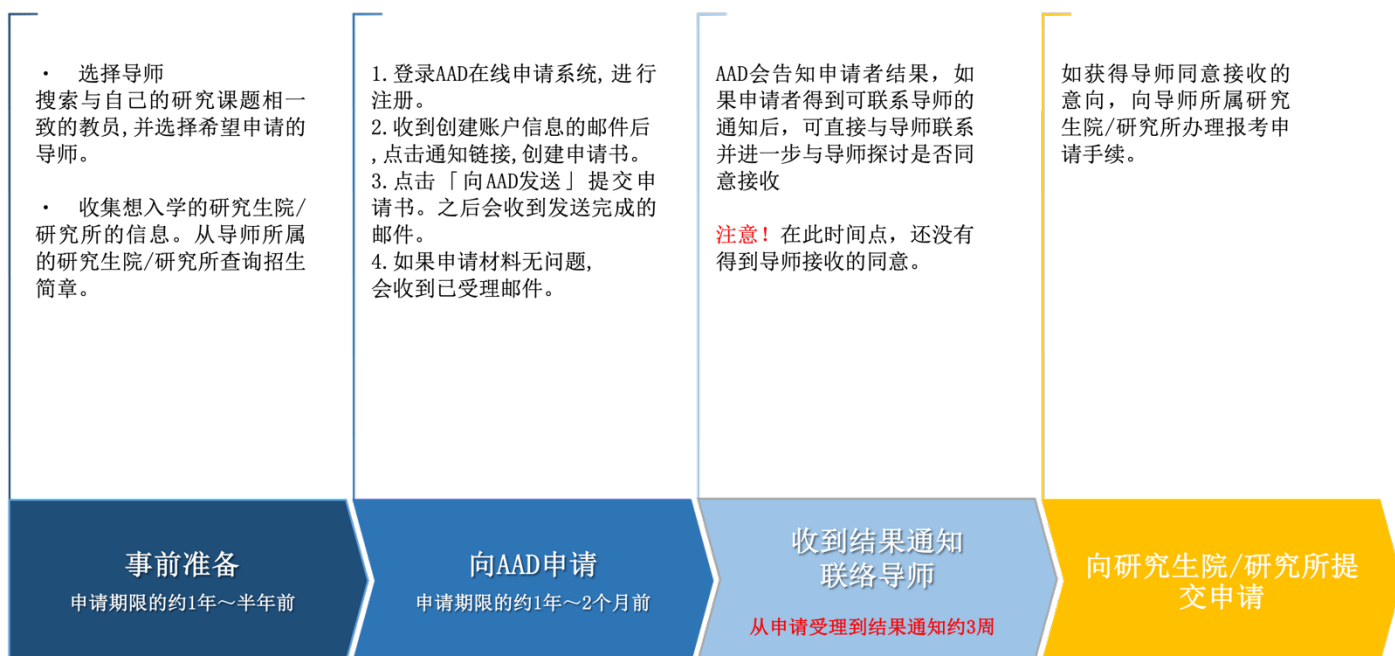 · 选择导师
搜索与自己的研究课题相一
致的教员,并选择希望申请的
导师。
· 收集想入学的研究生院/
研究所的信息。从导师所属
的研究生院/研究所查询招生
简章。
1.登录AAD在线申请系统,进行
注册。
2.收到创建账户信息的邮件后
,点击通知链接,创建申请书。
3.点击「向AAD发送」提交申
请书。之后会收到发送完成的
邮件。
4.如果申请材料无问题,
会收到已受理邮件。
AAD会告知申请者结果，如
果申请者得到可联系导师的
通知后，可直接与导师联系
并进一步与导师探讨是否同
意接收
注意！在此时间点，还没有
得到导师接收的同意。
如获得导师同意接收的
意向，向导师所属研究
生院/研究所办理报考申
请手续。
事前准备
申请期限的约1年～半年前
向AAD申请
申请期限的约1年～2个月前
收到结果通知
联络导师
从申请受理到结果通知约3周
向研究生院/研究所提
交申请